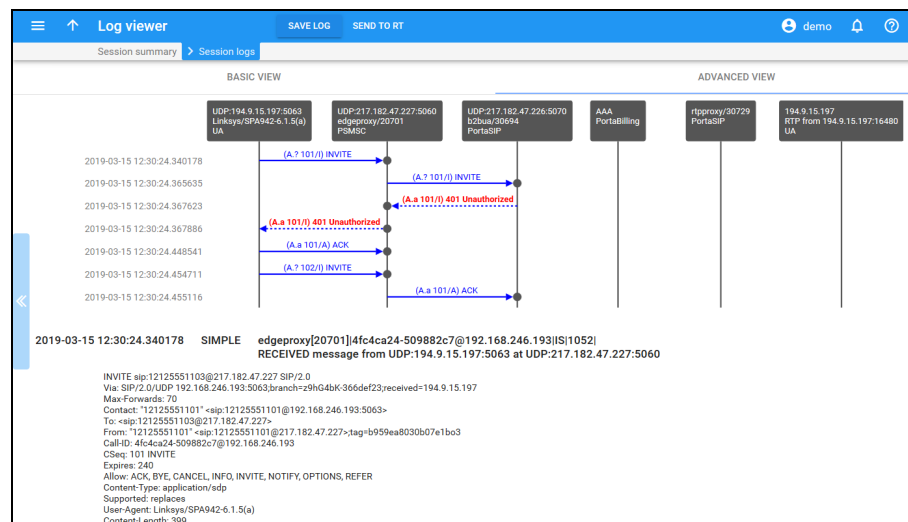 Log viewer
SAVE LOG
SEND TO RT
demo
Session summary
Session logs
BASIC VIEW
ADVANCED VIEW
UDP:194.9.15.197:5063
Linksys/SPA942-6.1.5(a)
UA
UDP:217.182.47.227:5060
edgeproxy/20701
PSMSC
UDP:217.182.47.226:5070
b2bua/30694
PortaSIP
AAA
PortaBilling
rtpproxy/30729
PortaSIP
194.9.15.197
RTP from 194.9.15.197:16480
UA
2019-03-15 12:30:24.340178
(A.? 101/I) INVITE
2019-03-15 12:30:24.365635
(A.? 101/I) INVITE
2019-03-15 12:30:24.367623
(A.a 101/I) 401 Unauthorized
2019-03-15 12:30:24.367886
(A.a 101/I) 401 Unauthorized
2019-03-15 12:30:24.448541
(A.a 101/A) ACK
2019-03-15 12:30:24.454711
(A.? 102/I) INVITE
2019-03-15 12:30:24.455116
(A.a 101/A) ACK
2019-03-15 12:30:24.340178 SIMPLE edgeproxy[20701]|4fc4ca24-509882c7@192.168.246.193|IS|1052|
RECEIVED message from UDP:194.9.15.197:5063 at UDP:217.182.47.227:5060
INVITE sip:12125551103@217.182.47.227 SIP/2.0
Via: SIP/2.0/UDP 192.168.246.193:5063;branch=z9hG4bK-366def23;received=194.9.15.197
Max-Forwards: 70
Contact: "12125551101" <sip:12125551101@192.168.246.193:5063>
To: <sip:12125551103@217.182.47.227>
From: "12125551101" <sip:12125551101@217.182.47.227>;tag=b959ea8030b07e1bo3
Call-ID: 4fc4ca24-509882c7@192.168.246.193
CSeq: 101 INVITE
Expires: 240
Allow: ACK, BYE, CANCEL, INFO, INVITE, NOTIFY, OPTIONS, REFER
Content-Type: application/sdp
Supported: replaces
User-Agent: Linksys/SPA942-6.1.5(a)
Content-Length: 399